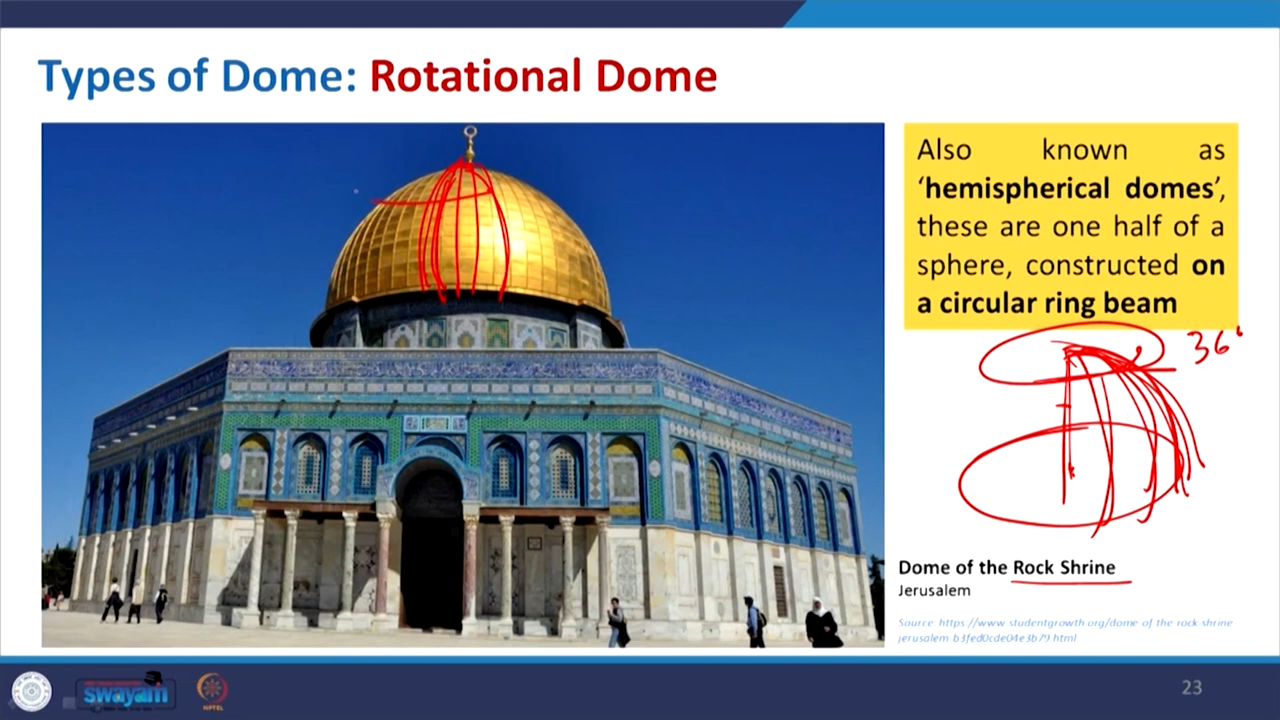 Types of Dome: Rotational Dome
Also known as
‘hemispherical domes’,
these are one half of a
sphere, constructed on
a circular ring beam
36°
Dome of the Rock Shrine
Jerusalem
Source: https://www.studentgrowth.org/dome of the rock shrine
jerusalem b3fed0cde04e3b79.html
swayam
NPTEL
23